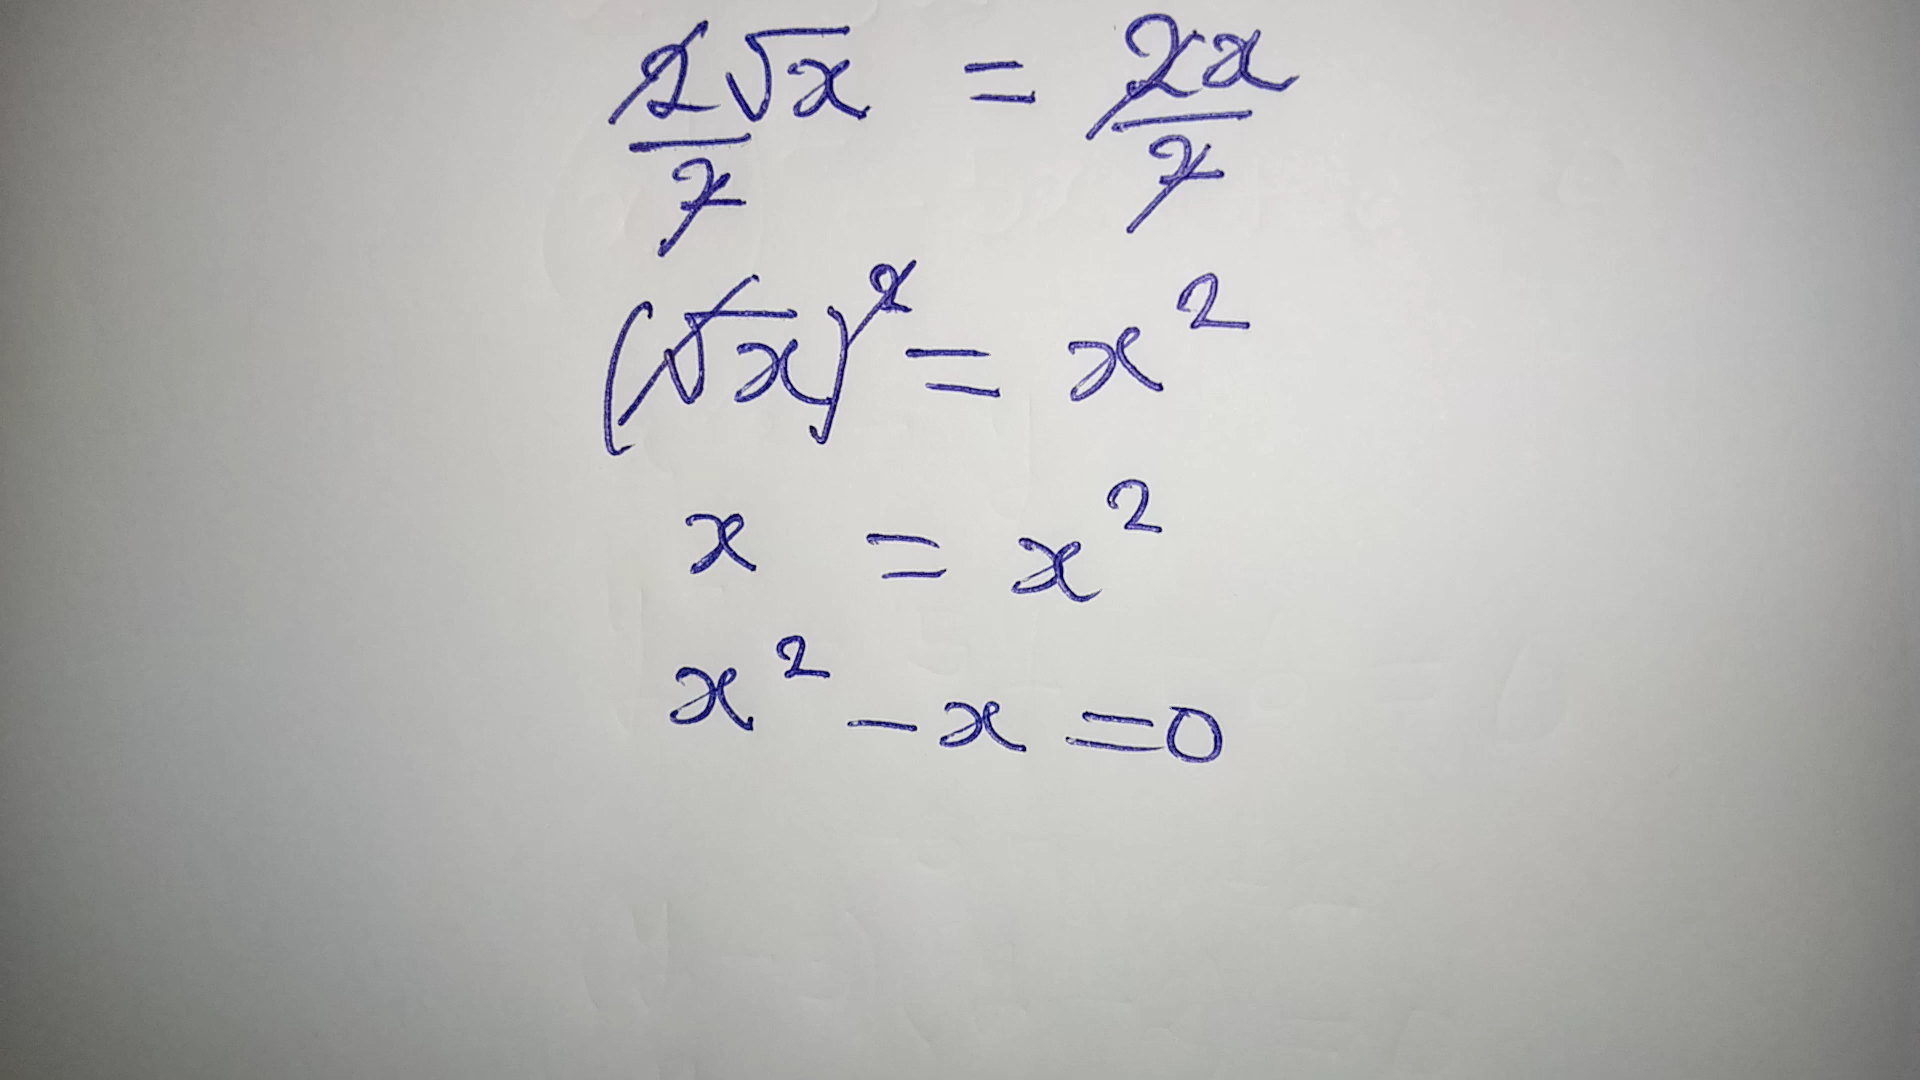 2/7 √x = 2x/7
(√x)² = x²
x = x²
x² - x = 0